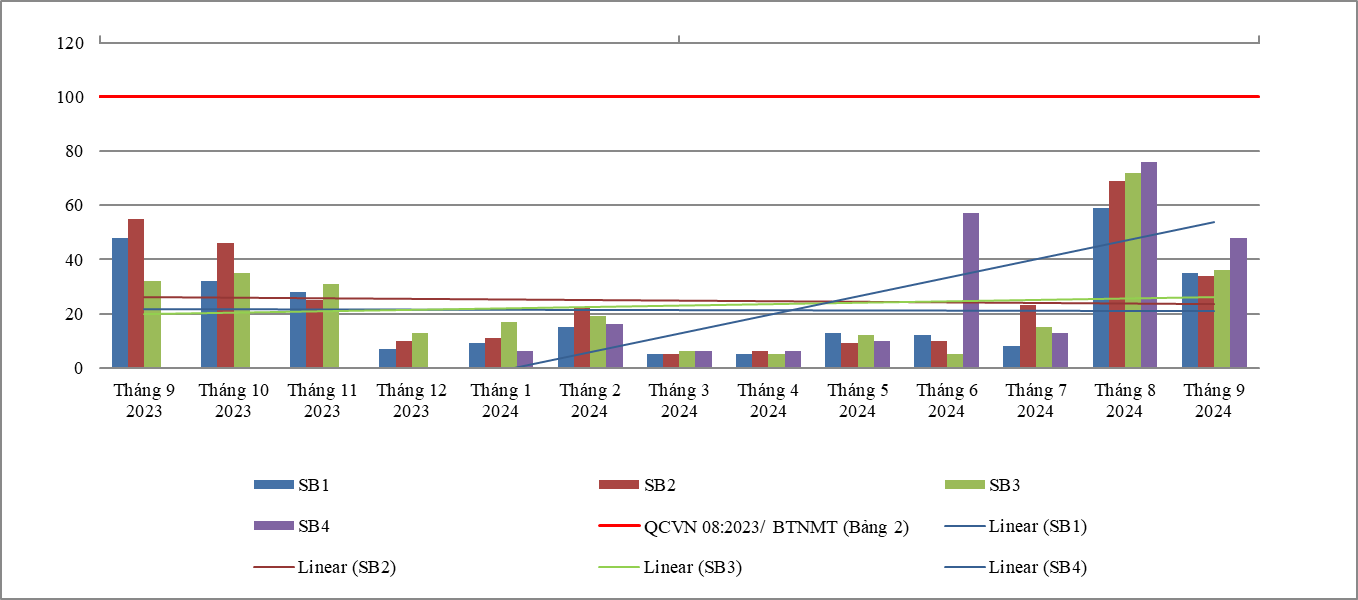 120
100
80
60
40
20
0
Tháng 9 2023
Tháng 10 2023
Tháng 11 2023
Tháng 12 2023
Tháng 1 2024
Tháng 2 2024
Tháng 3 2024
Tháng 4 2024
Tháng 5 2024
Tháng 6 2024
Tháng 7 2024
Tháng 8 2024
Tháng 9 2024
SB1
SB2
SB3
SB4
QCVN 08:2023/ BTNMT (Bảng 2)
Linear (SB1)
Linear (SB2)
Linear (SB3)
Linear (SB4)